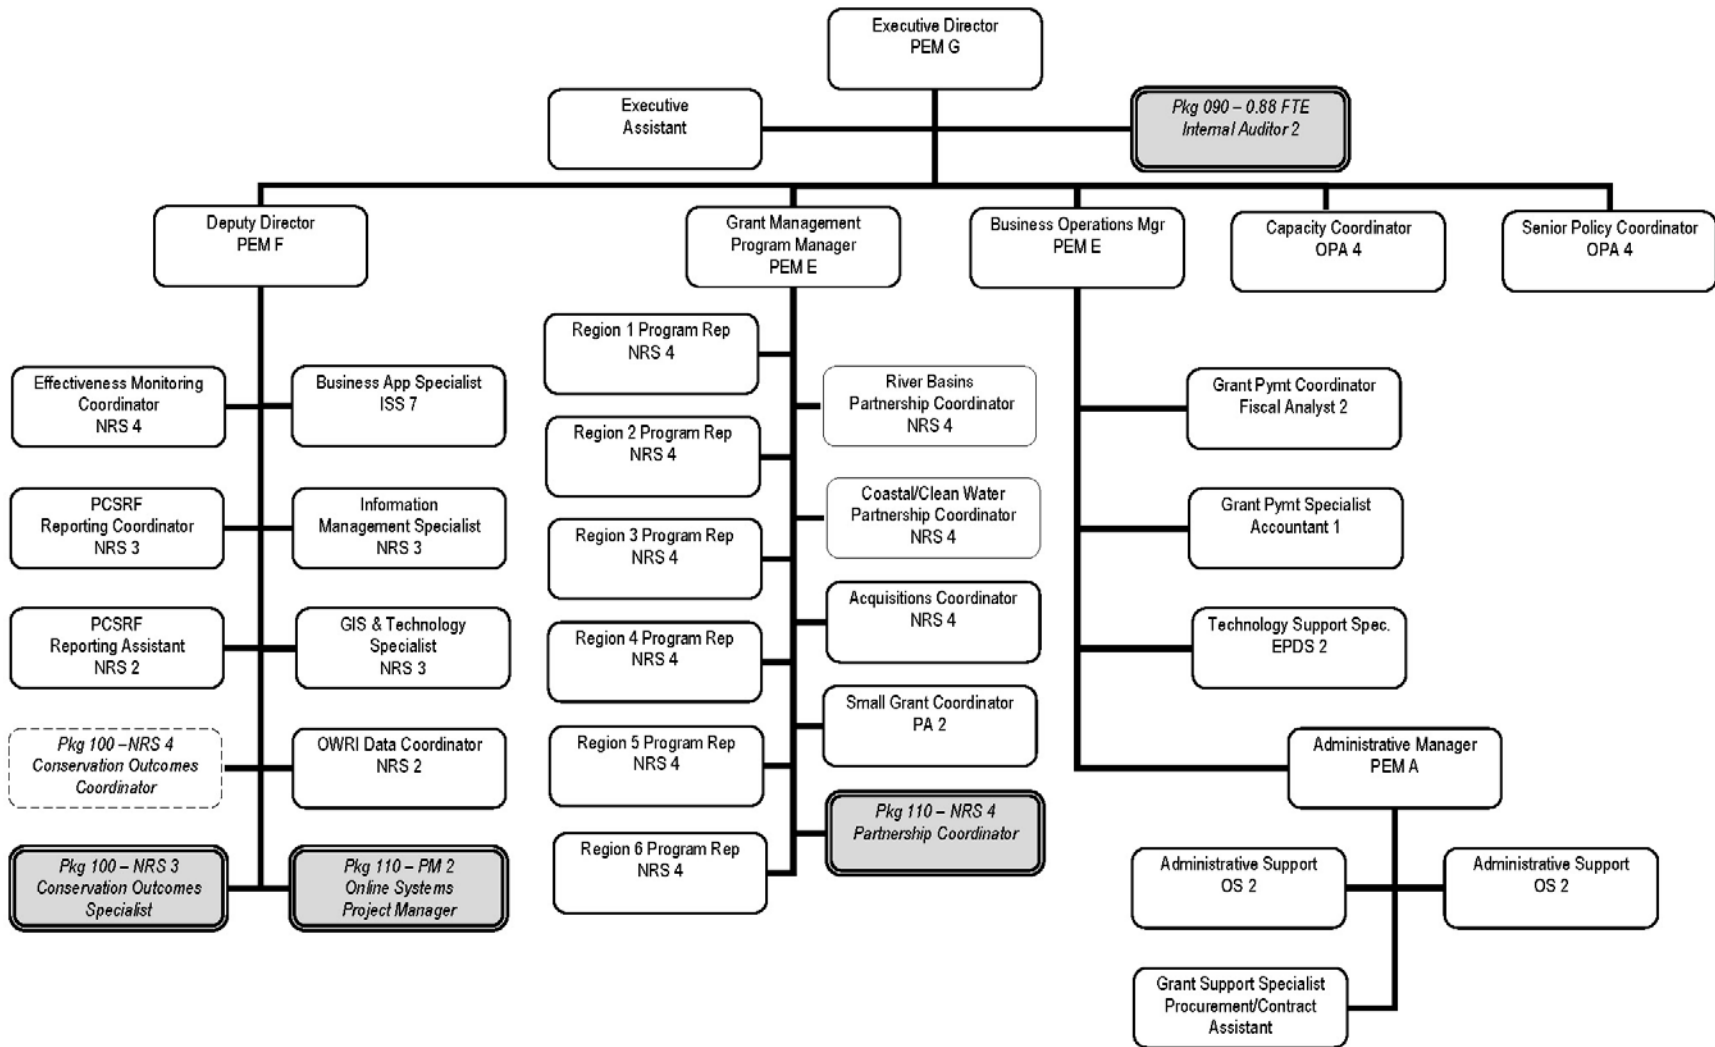 Executive Director
PEM G
Executive
Assistant
Pkg 090 – 0.88 FTE
Internal Auditor 2
Deputy Director
PEM F
Grant Management
Program Manager
PEM E
Business Operations Mgr
PEM E
Capacity Coordinator
OPA 4
Senior Policy Coordinator
OPA 4
Effectiveness Monitoring
Coordinator
NRS 4
Business App Specialist
ISS 7
PCSRF
Reporting Coordinator
NRS 3
Information
Management Specialist
NRS 3
PCSRF
Reporting Assistant
NRS 2
GIS & Technology
Specialist
NRS 3
Pkg 100 –NRS 4
Conservation Outcomes
Coordinator
OWRI Data Coordinator
NRS 2
Pkg 100 – NRS 3
Conservation Outcomes
Specialist
Pkg 110 – PM 2
Online Systems
Project Manager
Region 1 Program Rep
NRS 4
Region 2 Program Rep
NRS 4
Region 3 Program Rep
NRS 4
Region 4 Program Rep
NRS 4
Region 5 Program Rep
NRS 4
Region 6 Program Rep
NRS 4
River Basins
Partnership Coordinator
NRS 4
Coastal/Clean Water
Partnership Coordinator
NRS 4
Acquisitions Coordinator
NRS 4
Small Grant Coordinator
PA 2
Pkg 110 – NRS 4
Partnership Coordinator
Grant Pymt Coordinator
Fiscal Analyst 2
Grant Pymt Specialist
Accountant 1
Technology Support Spec.
EPDS 2
Administrative Manager
PEM A
Administrative Support
OS 2
Administrative Support
OS 2
Grant Support Specialist
Procurement/Contract
Assistant